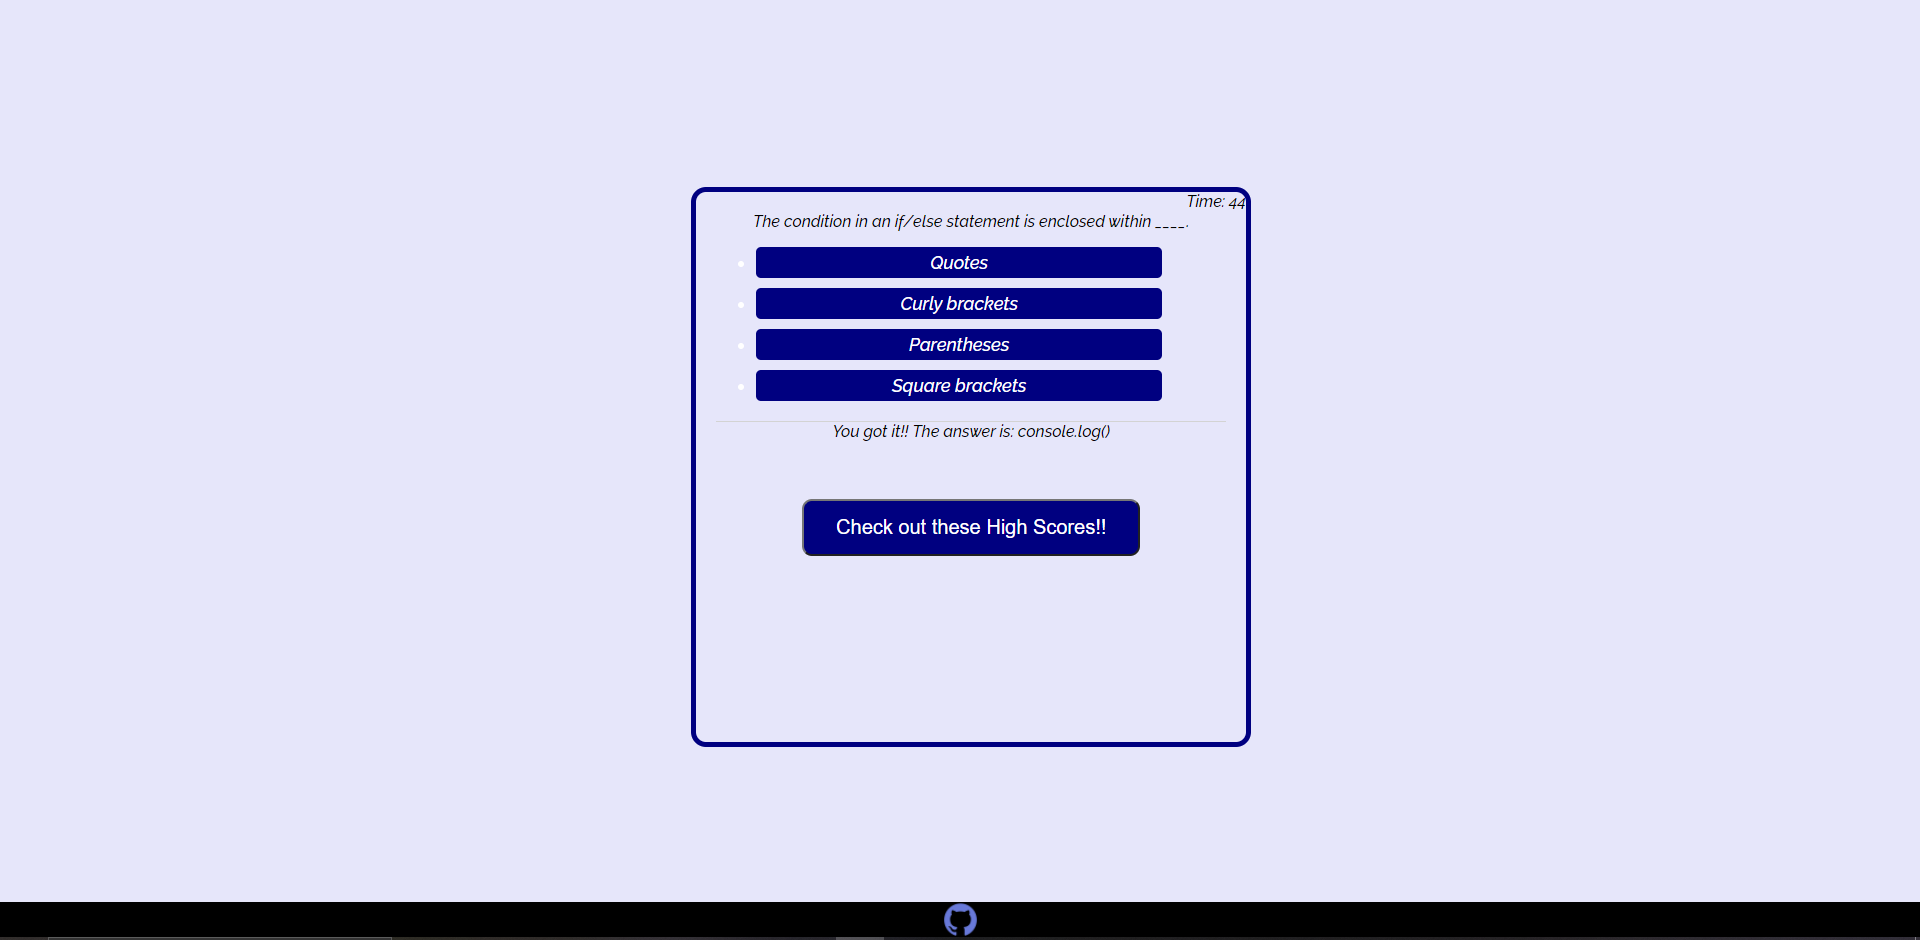 Time: 44
The condition in an if/else statement is enclosed within ____.
Quotes
Curly brackets
Parentheses
Square brackets
You got it!! The answer is: console.log()
Check out these High Scores!!